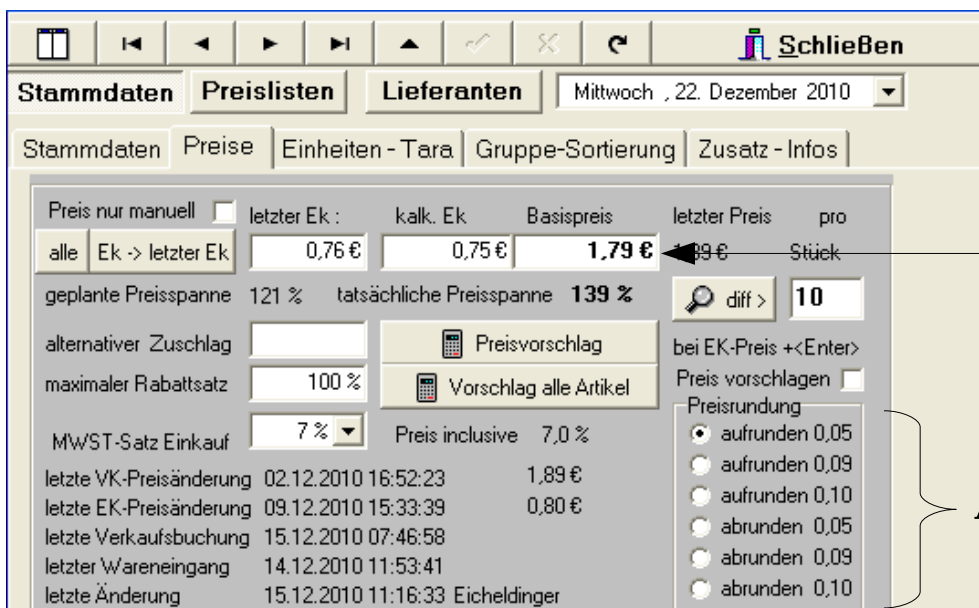 Schließen
Stammdaten Preislisten Lieferanten Mittwoch , 22. Dezember 2010
Stammdaten Preise Einheiten - Tara Gruppe-Sortierung Zusatz - Infos
Preis nur manuell letzter Ek : kalk. Ek Basispreis letzter Preis pro
alle Ek -> letzter Ek 0,76 € 0,75 € 1,79 € 1,89 € Stück
geplante Preisspanne 121 % tatsächliche Preisspanne 139 % diff > 10
alternativer Zuschlag Preisvorschlag bei EK-Preis +<Enter>
maximaler Rabattsatz 100 % Vorschlag alle Artikel Preis vorschlagen
Preisrundung
MWST-Satz Einkauf 7 % Preis inclusive 7,0 % aufrunden 0,05
letzte VK-Preisänderung 02.12.2010 16:52:23 1,89 € aufrunden 0,09
letzte EK-Preisänderung 09.12.2010 15:33:39 0,80 € aufrunden 0,10
letzte Verkaufsbuchung 15.12.2010 07:46:58 abrunden 0,05
letzter Wareneingang 14.12.2010 11:53:41 abrunden 0,09
letzte Änderung 15.12.2010 11:16:33 Eicheldinger abrunden 0,10